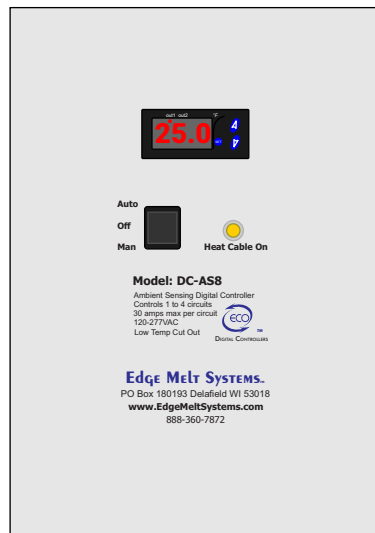 out1 out2 °F
25.0
SET
Auto
Off
Man
Heat Cable On
Model: DC-AS8
Ambient Sensing Digital Controller
Controls 1 to 4 circuits
30 amps max per circuit
120-277VAC
Low Temp Cut Out
ECO
TM
Digital Controllers
Edge Melt Systems
PO Box 180193 Delafield WI 53018
www.EdgeMeltSystems.com
888-360-7872